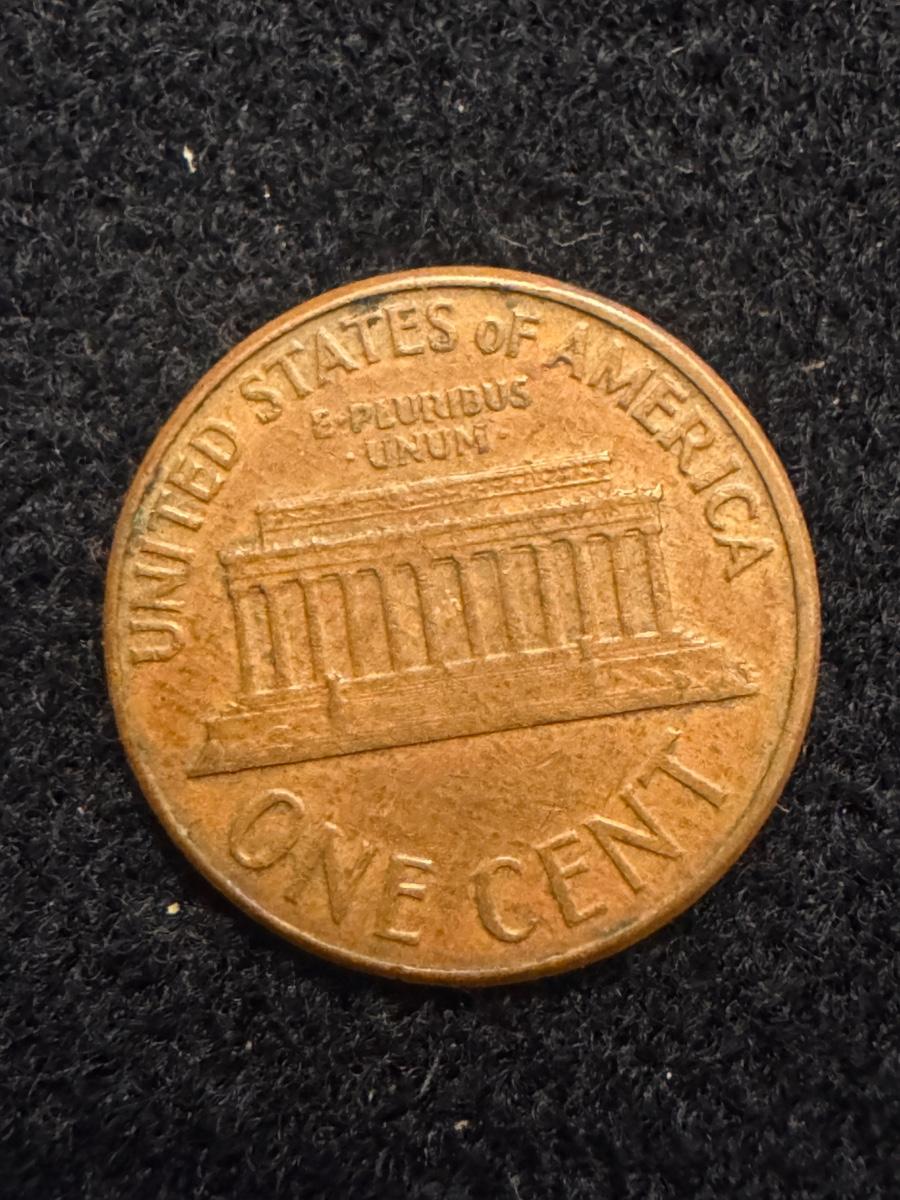 UNITED STATES oF AMERICA
E·PLURIBUS
·UNUM·
ONE CENT